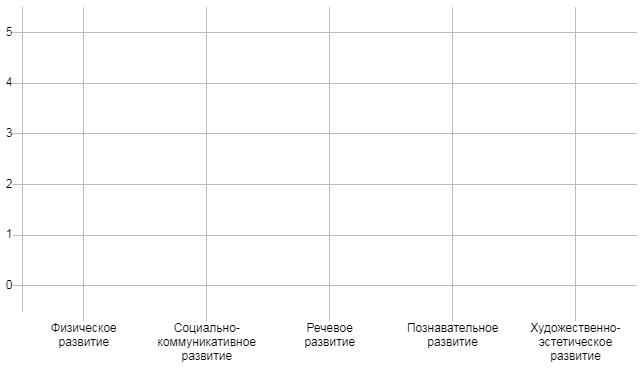 5
4
3
2
1
0
Физическое
развитие
Социально-
коммуникативное
развитие
Речевое
развитие
Познавательное
развитие
Художественно-
эстетическое
развитие